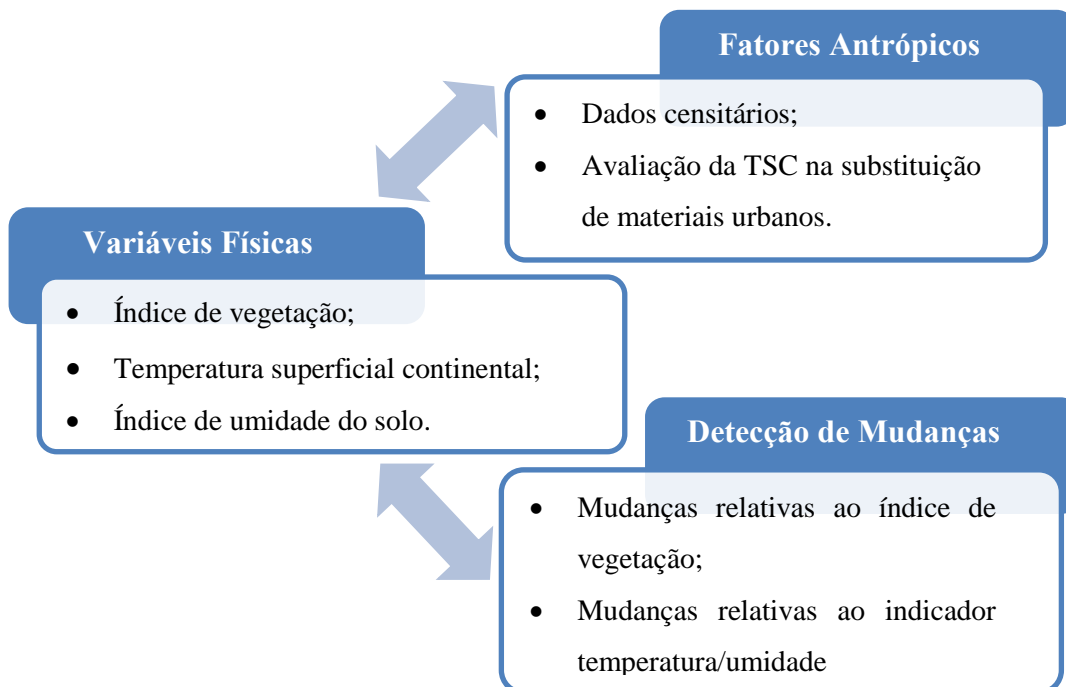 Fatores Antrópicos
• Dados censitários;
• Avaliação da TSC na substituição
de materiais urbanos.
Variáveis Físicas
• Índice de vegetação;
• Temperatura superficial continental;
• Índice de umidade do solo.
Detecção de Mudanças
• Mudanças relativas ao índice de
vegetação;
• Mudanças relativas ao indicador
temperatura/umidade